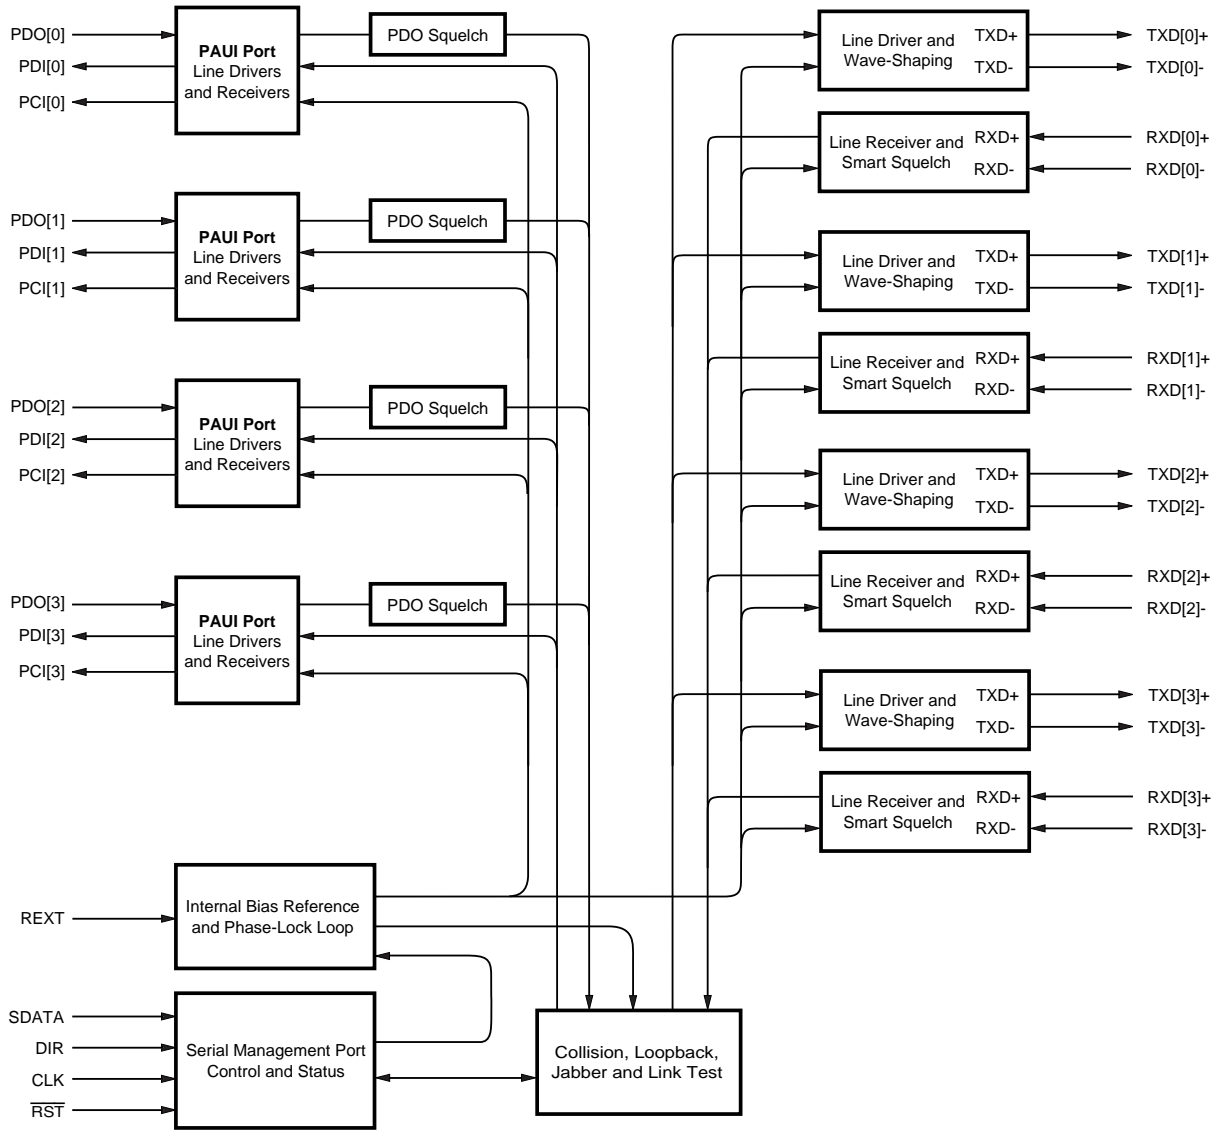 PDO[0]
PDI[0]
PCI[0]
PAUI Port
Line Drivers
and Receivers
PDO Squelch
PDO[1]
PDI[1]
PCI[1]
PAUI Port
Line Drivers
and Receivers
PDO Squelch
PDO[2]
PDI[2]
PCI[2]
PAUI Port
Line Drivers
and Receivers
PDO Squelch
PDO[3]
PDI[3]
PCI[3]
PAUI Port
Line Drivers
and Receivers
PDO Squelch
REXT
Internal Bias Reference
and Phase-Lock Loop
SDATA
DIR
CLK
RST
Serial Management Port
Control and Status
Collision, Loopback,
Jabber and Link Test
Line Driver and
Wave-Shaping
TXD+
TXD-
TXD[0]+
TXD[0]-
Line Receiver and
Smart Squelch
RXD+
RXD-
RXD[0]+
RXD[0]-
Line Driver and
Wave-Shaping
TXD+
TXD-
TXD[1]+
TXD[1]-
Line Receiver and
Smart Squelch
RXD+
RXD-
RXD[1]+
RXD[1]-
Line Driver and
Wave-Shaping
TXD+
TXD-
TXD[2]+
TXD[2]-
Line Receiver and
Smart Squelch
RXD+
RXD-
RXD[2]+
RXD[2]-
Line Driver and
Wave-Shaping
TXD+
TXD-
TXD[3]+
TXD[3]-
Line Receiver and
Smart Squelch
RXD+
RXD-
RXD[3]+
RXD[3]-